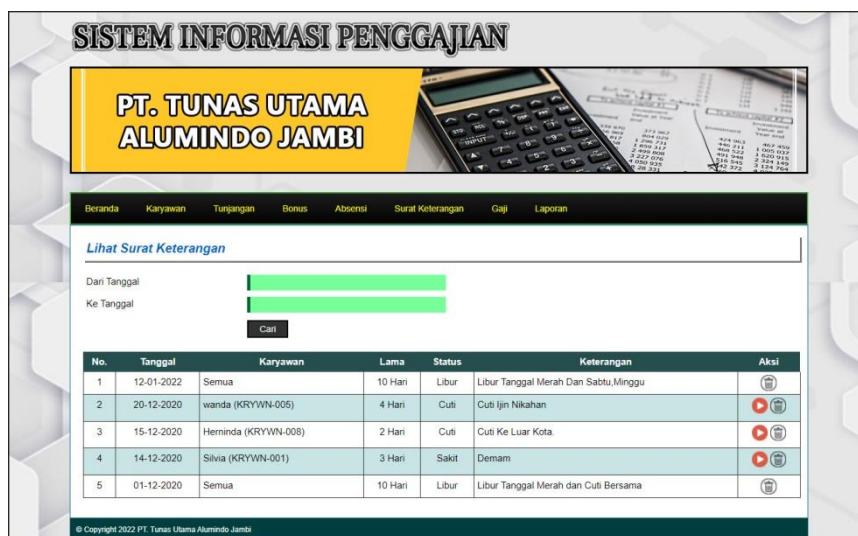 SISTEM INFORMASI PENGGAJIAN
PT. TUNAS UTAMA
ALUMINDO JAMBI
Beranda Karyawan Tunjangan Bonus Absensi Surat Keterangan Gaji Laporan
Lihat Surat Keterangan
Dari Tanggal
Ke Tanggal
Cari
No. Tanggal Karyawan Lama Status Keterangan Aksi
1 12-01-2022 Semua 10 Hari Libur Libur Tanggal Merah Dan Sabtu,Minggu
2 20-12-2020 wanda (KRYWN-005) 4 Hari Cuti Cuti Ijin Nikahan
3 15-12-2020 Herninda (KRYWN-008) 2 Hari Cuti Cuti Ke Luar Kota.
4 14-12-2020 Silvia (KRYWN-001) 3 Hari Sakit Demam
5 01-12-2020 Semua 10 Hari Libur Libur Tanggal Merah dan Cuti Bersama
© Copyright 2022 PT. Tunas Utama Alumindo Jambi